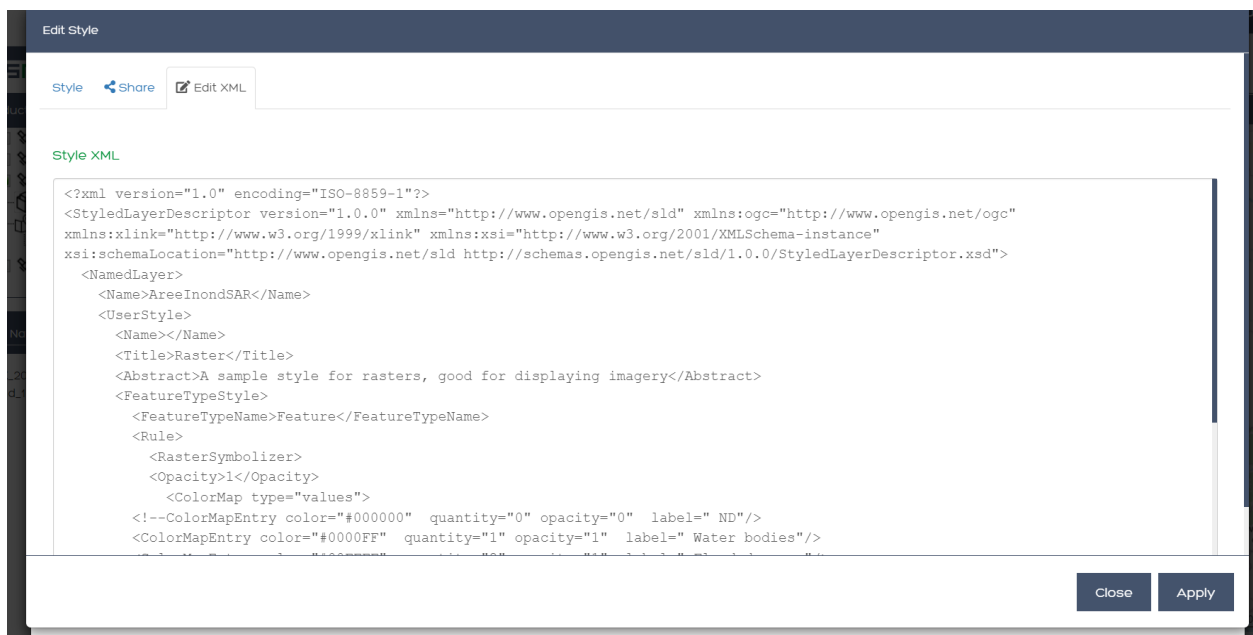 Edit Style
Style
Share
Edit XML
Style XML
<?xml version="1.0" encoding="ISO-8859-1"?>
<StyledLayerDescriptor version="1.0.0" xmlns="http://www.opengis.net/sld" xmlns:ogc="http://www.opengis.net/ogc"
xmlns:xlink="http://www.w3.org/1999/xlink" xmlns:xsi="http://www.w3.org/2001/XMLSchema-instance"
xsi:schemaLocation="http://www.opengis.net/sld http://schemas.opengis.net/sld/1.0.0/StyledLayerDescriptor.xsd">
<NamedLayer>
<Name>AreeInondSAR</Name>
<UserStyle>
<Name></Name>
<Title>Raster</Title>
<Abstract>A sample style for rasters, good for displaying imagery</Abstract>
<FeatureTypeStyle>
<FeatureTypeName>Feature</FeatureTypeName>
<Rule>
<RasterSymbolizer>
<Opacity>1</Opacity>
<ColorMap type="values">
<!--ColorMapEntry color="#000000" quantity="0" opacity="0" label=" ND"/>
<ColorMapEntry color="#0000FF" quantity="1" opacity="1" label=" Water bodies"/>
Close
Apply